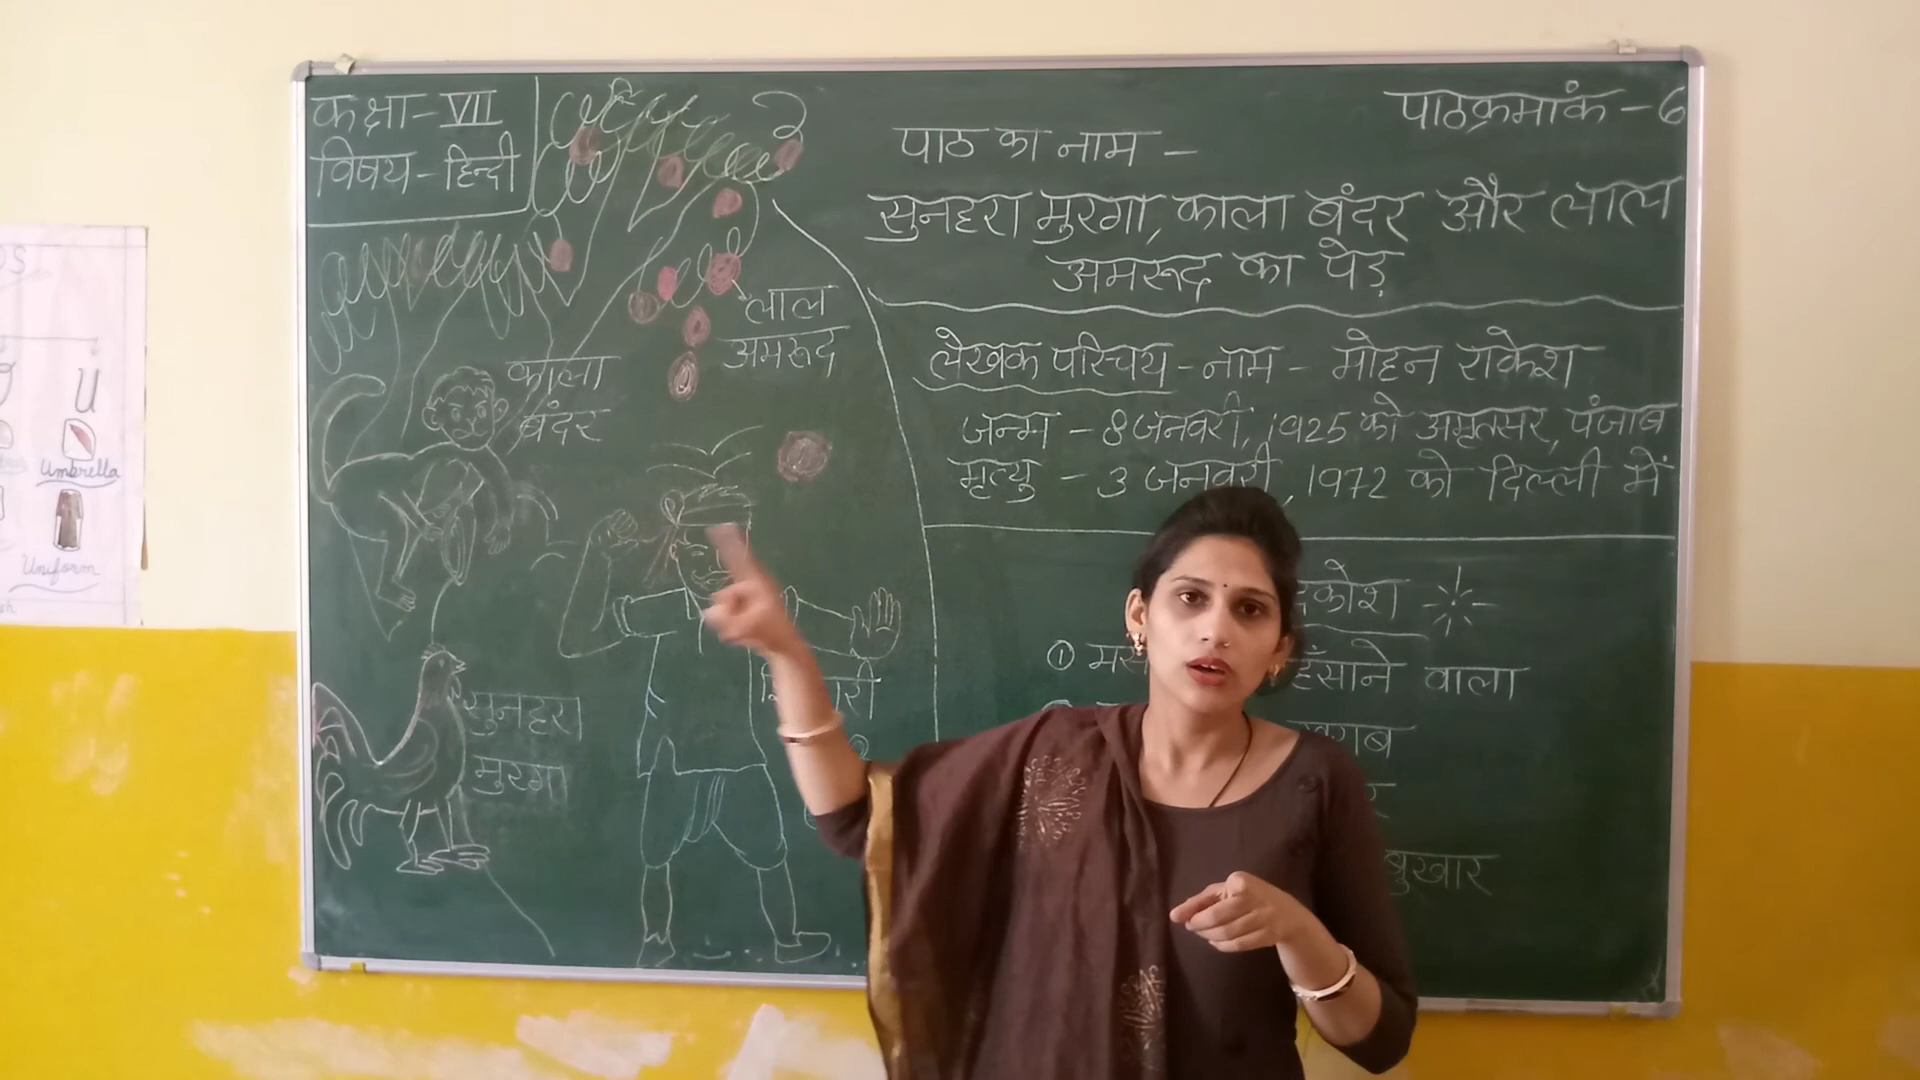 कक्षा - VII
विषय - हिन्दी
पाठक्रमांक - 6
पाठ का नाम -
सुनहरा मुरगा, काला बंदर और लाल
अमरूद का पेड़
लेखक परिचय - नाम - मोहन राकेश
जन्म - 8 जनवरी, 1925 को अमृतसर, पंजाब
मृत्यु - 3 जनवरी, 1972 को दिल्ली में
① हंसाने वाला
बुखार
लाल
अमरूद
काला
बंदर
सुनहरा
मुरगा
u
Umbrella
Uniform